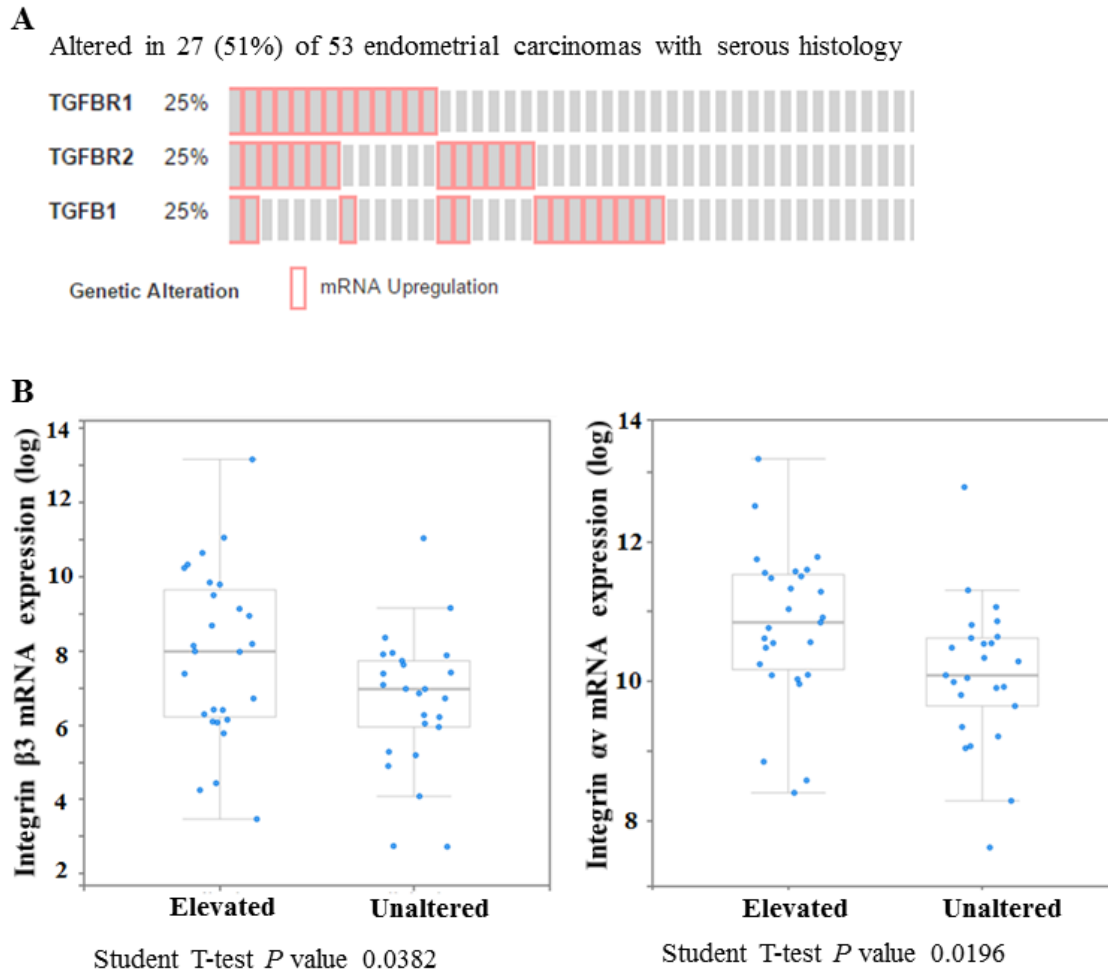 A
Altered in 27 (51%) of 53 endometrial carcinomas with serous histology
TGFBR1 25%
TGFBR2 25%
TGFB1 25%
Genetic Alteration mRNA Upregulation
B
Integrin β3 mRNA expression (log)
14
12
10
8
6
4
2
Elevated Unaltered
Student T-test P value 0.0382
Integrin αv mRNA expression (log)
14
12
10
8
Elevated Unaltered
Student T-test P value 0.0196